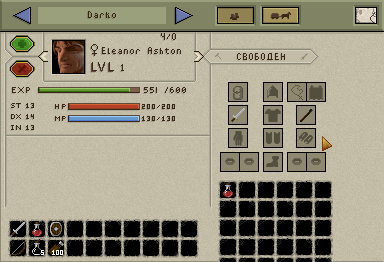 Darko
4/0
Eleanor Ashton
LVL 1
СВОБОДЕН
EXP 551 /600
ST 13
HP 200/200
DX 14
MP 130/130
IN 13
5
100